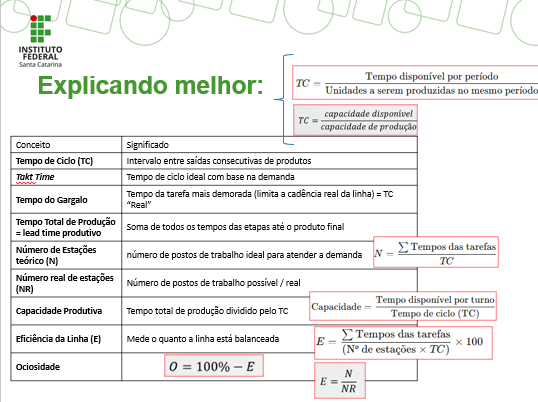 INSTITUTO
FEDERAL
Santa Catarina
Explicando melhor:
TC = Tempo disponível por período / Unidades a serem produzidas no mesmo período
TC = capacidade disponível / capacidade de produção
Conceito Significado
Tempo de Ciclo (TC) Intervalo entre saídas consecutivas de produtos
Takt Time Tempo de ciclo ideal com base na demanda
Tempo do Gargalo Tempo da tarefa mais demorada (limita a cadência real da linha) = TC
“Real”
Tempo Total de Produção
= lead time produtivo Soma de todos os tempos das etapas até o produto final
Número de Estações
teórico (N) número de postos de trabalho ideal para atender a demanda
N = ∑ Tempos das tarefas / TC
Número real de estações
(NR) Número de postos de trabalho possível / real
Capacidade Produtiva Tempo total de produção dividido pelo TC
Capacidade = Tempo disponível por turno / Tempo de ciclo (TC)
Eficiência da Linha (E) Mede o quanto a linha está balanceada
E = ∑ Tempos das tarefas / (Nº de estações × TC) × 100
Ociosidade O = 100% − E
E = N / NR